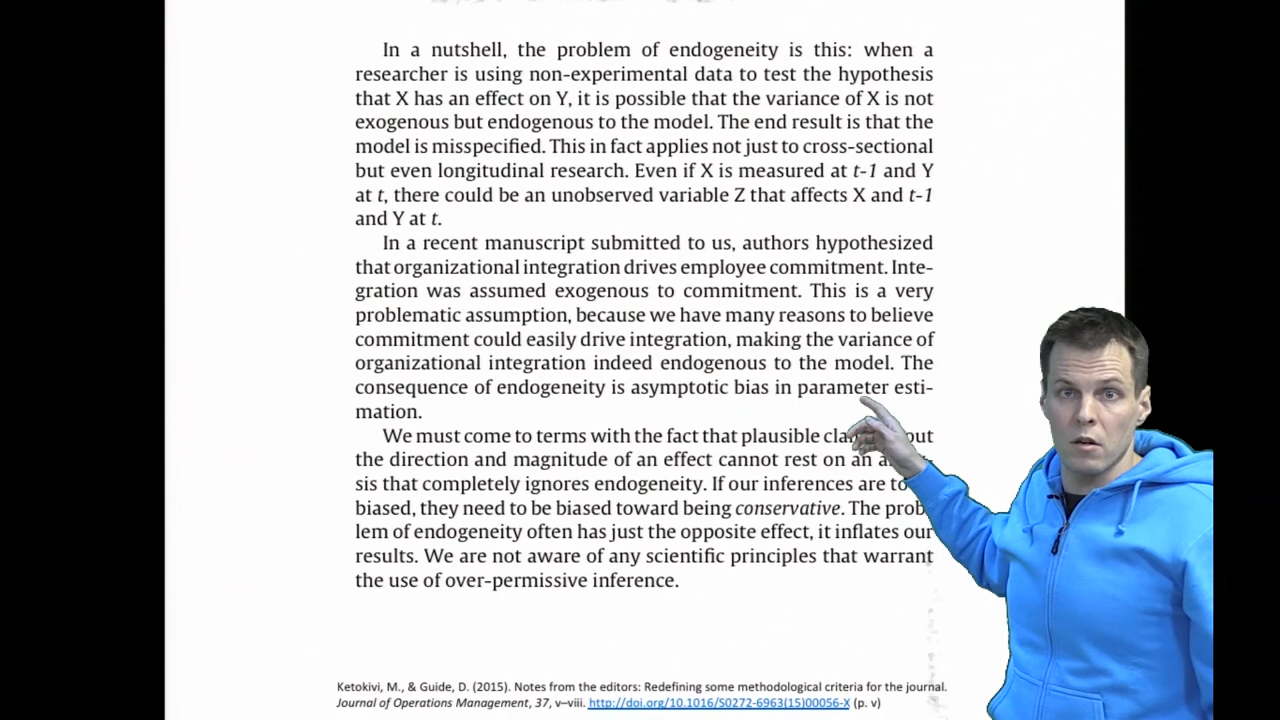 In a nutshell, the problem of endogeneity is this: when a
researcher is using non-experimental data to test the hypothesis
that X has an effect on Y, it is possible that the variance of X is not
exogenous but endogenous to the model. The end result is that the
model is misspecified. This in fact applies not just to cross-sectional
but even longitudinal research. Even if X is measured at t-1 and Y
at t, there could be an unobserved variable Z that affects X and t-1
and Y at t.
In a recent manuscript submitted to us, authors hypothesized
that organizational integration drives employee commitment. Inte-
gration was assumed exogenous to commitment. This is a very
problematic assumption, because we have many reasons to believe
commitment could easily drive integration, making the variance of
organizational integration indeed endogenous to the model. The
consequence of endogeneity is asymptotic bias in parameter esti-
mation.
We must come to terms with the fact that plausible
the direction and magnitude of an effect cannot rest on an
sis that completely ignores endogeneity. If our inferences are to
biased, they need to be biased toward being conservative. The prob
lem of endogeneity often has just the opposite effect, it inflates our
results. We are not aware of any scientific principles that warrant
the use of over-permissive inference.
Ketokivi, M., & Guide, D. (2015). Notes from the editors: Redefining some methodological criteria for the journal.
Journal of Operations Management, 37, v–viii. http://doi.org/10.1016/S0272-6963(15)00056-X (p. v)